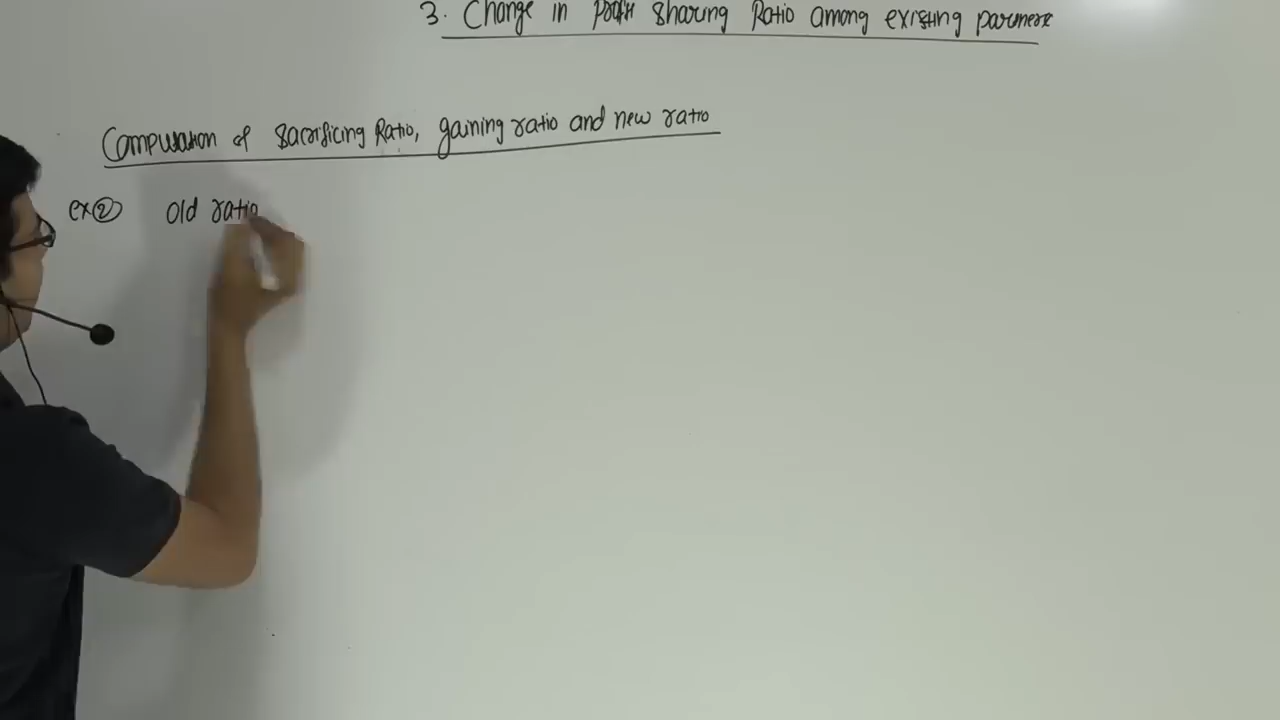 3. Change in Profit Sharing Ratio among existing partners
Computation of Sacrificing Ratio, gaining ratio and new ratio
ex② Old ratio